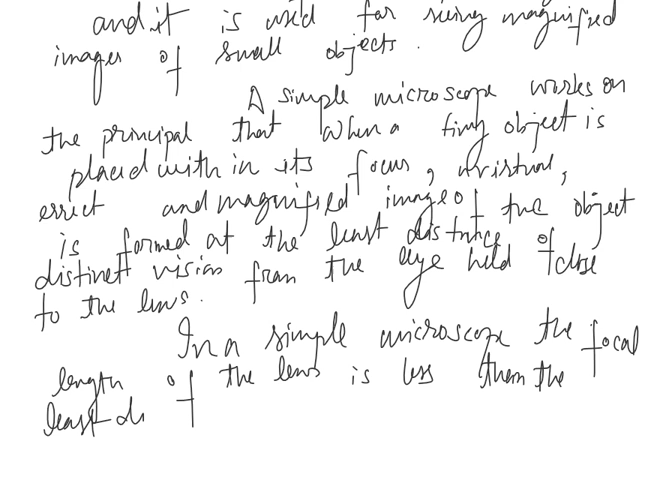 and it is used for seing magnified
images of small objects.
A simple microscope works on
the principal that when a tiny object is
placed with in its focus, a virtual,
errict and magnified image of the object
is formed at the least distance of
distinct vision from the eye held close
to the lens.
In a simple microscope the focal
length of the lens is less than the
least dis